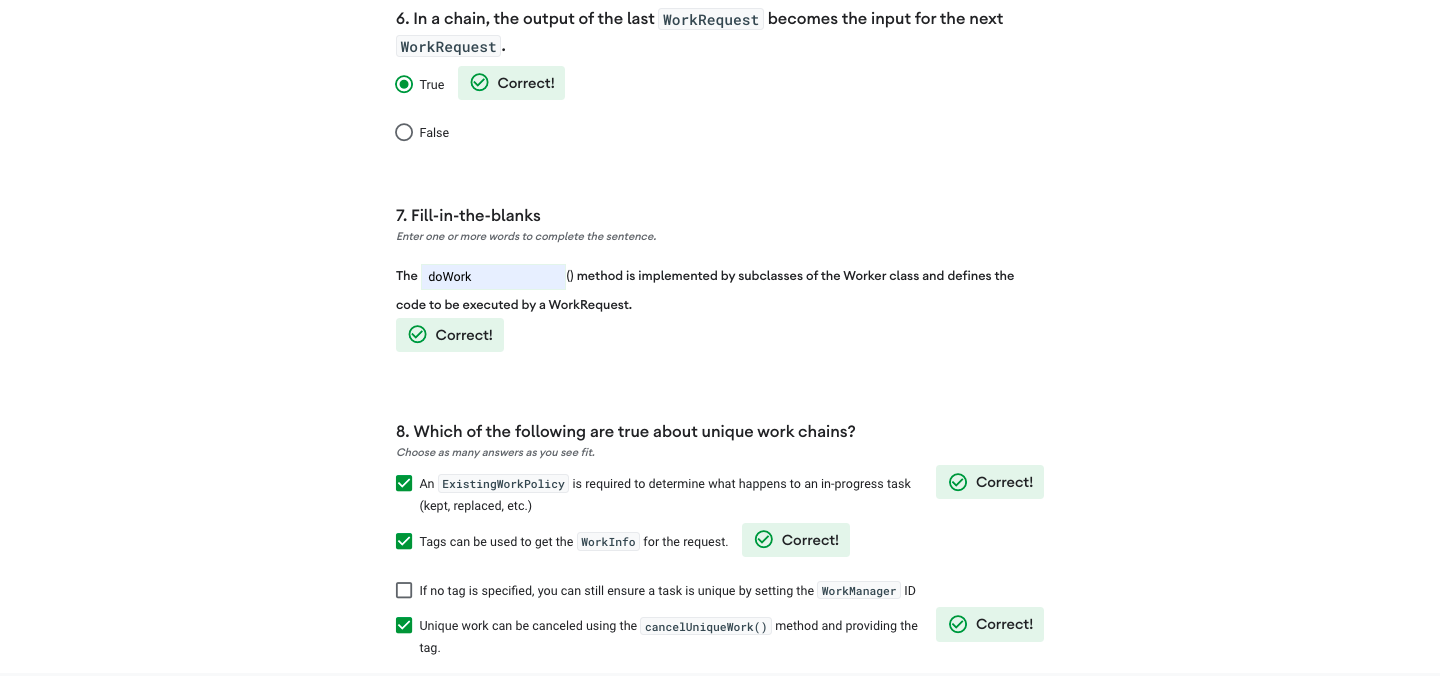 6. In a chain, the output of the last WorkRequest becomes the input for the next
WorkRequest.
True Correct!
False
7. Fill-in-the-blanks
Enter one or more words to complete the sentence.
The doWork () method is implemented by subclasses of the Worker class and defines the
code to be executed by a WorkRequest.
Correct!
8. Which of the following are true about unique work chains?
Choose as many answers as you see fit.
An ExistingWorkPolicy is required to determine what happens to an in-progress task Correct!
(kept, replaced, etc.)
Tags can be used to get the WorkInfo for the request. Correct!
If no tag is specified, you can still ensure a task is unique by setting the WorkManager ID
Unique work can be canceled using the cancelUniqueWork() method and providing the Correct!
tag.